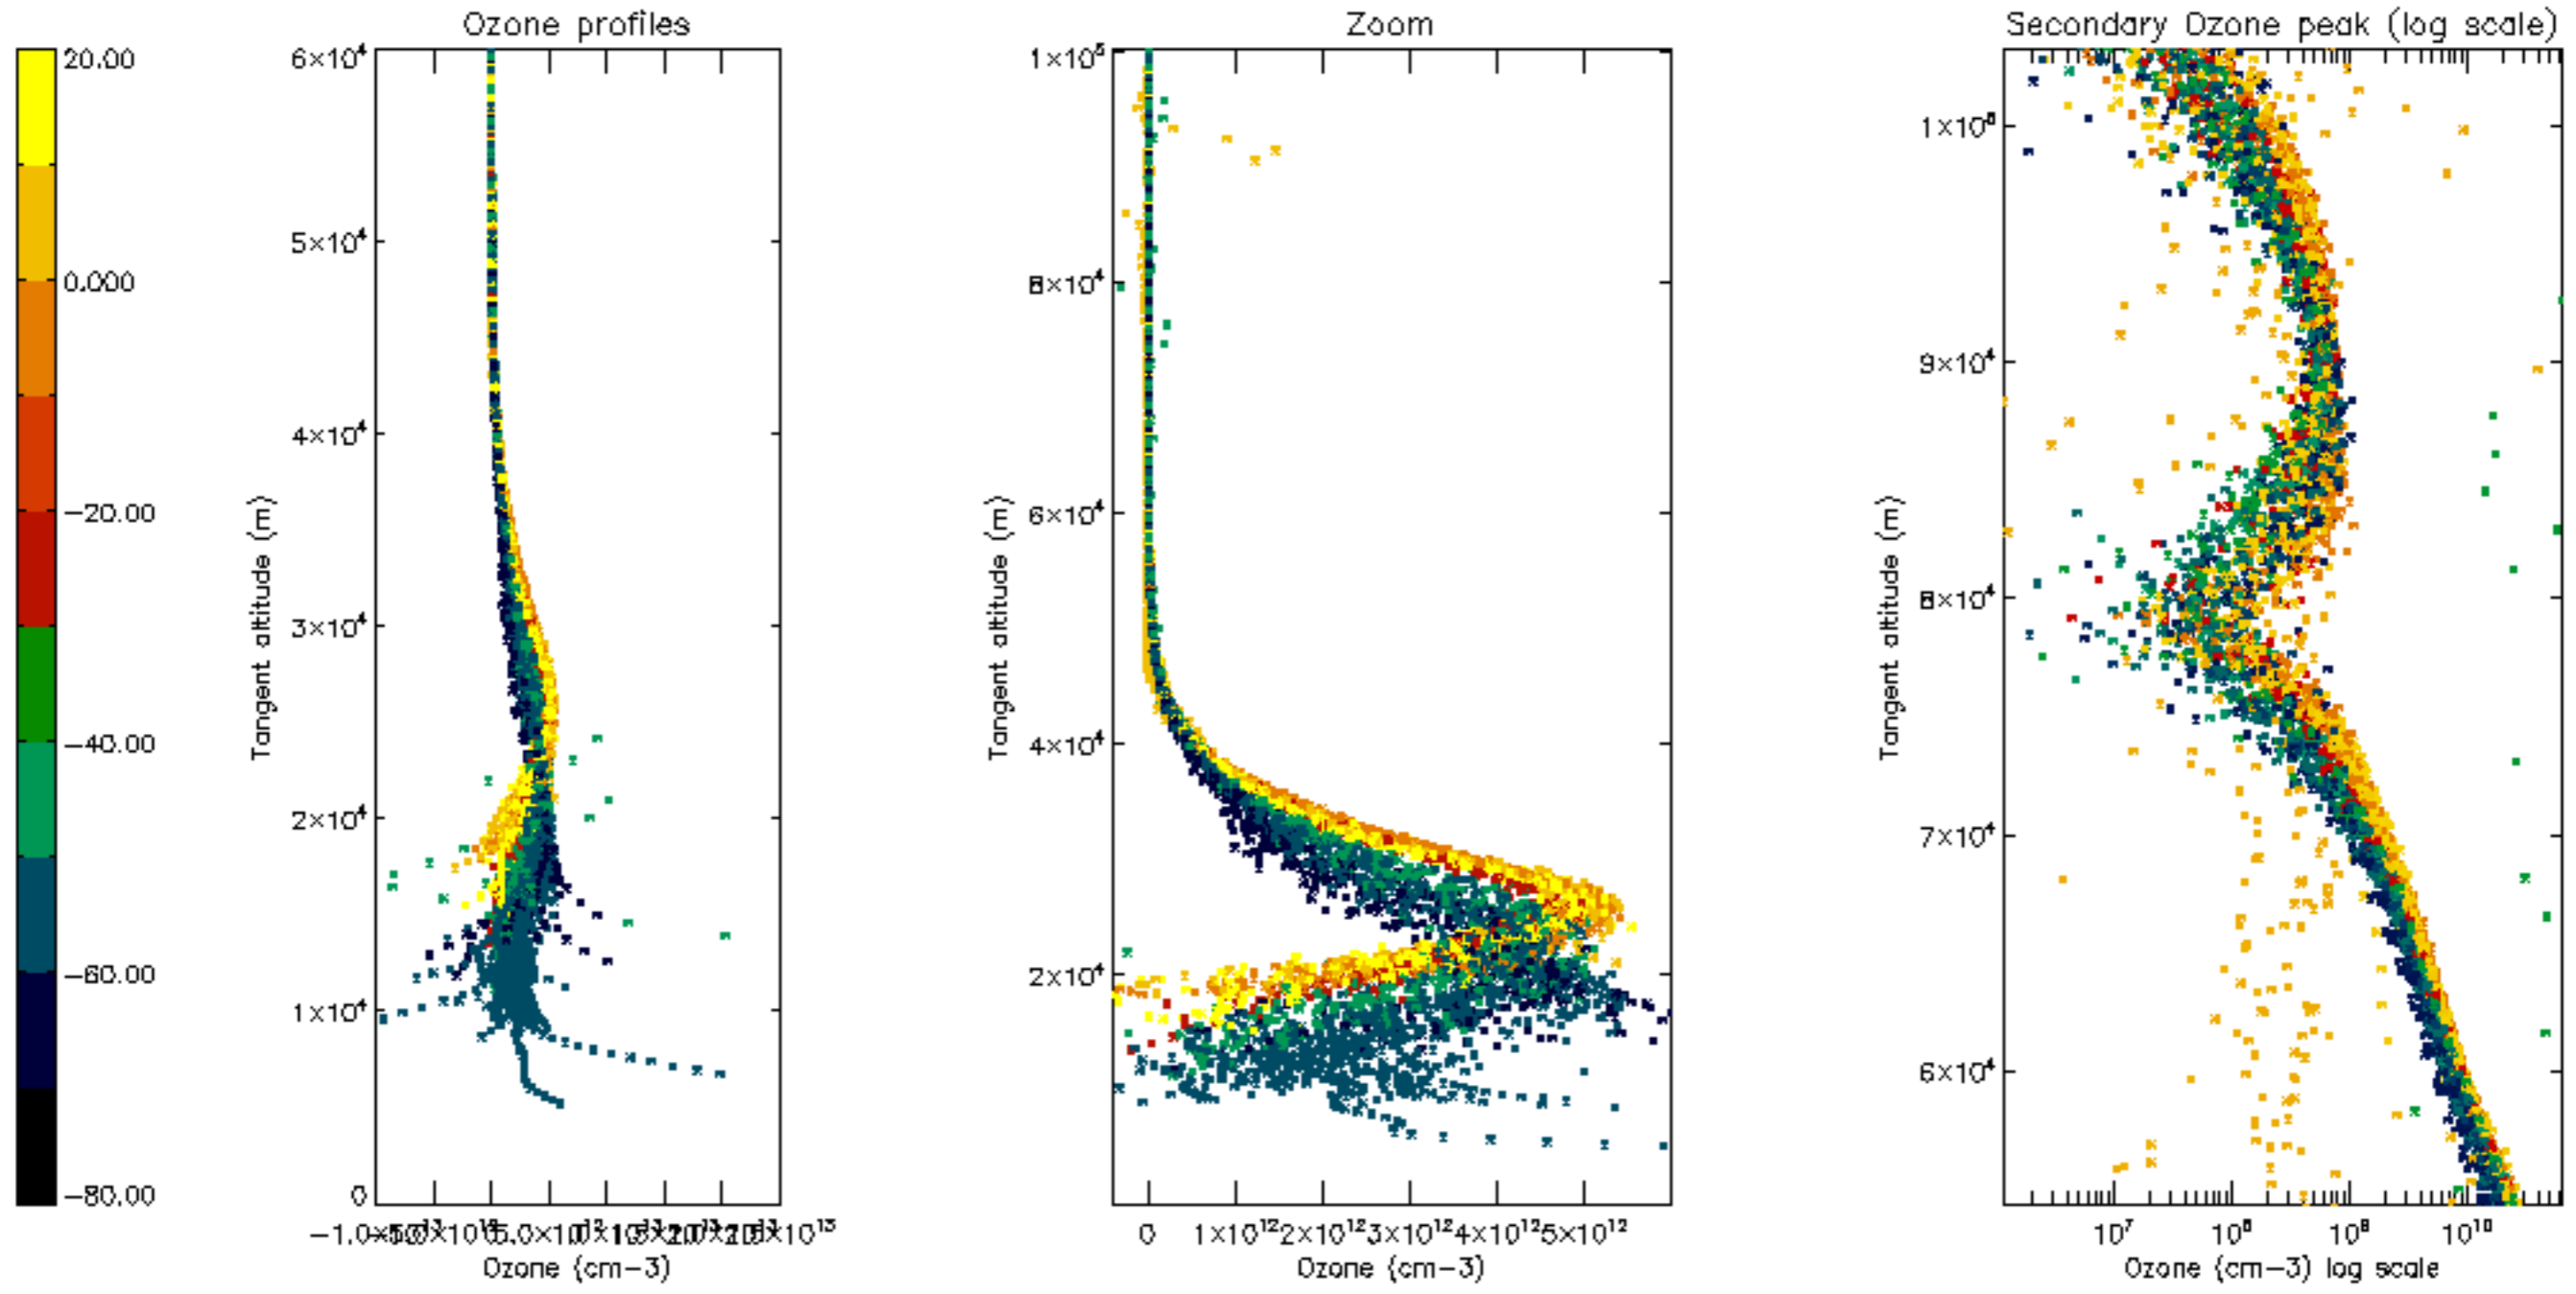 Ozone profiles
Zoom
Secondary Ozone peak (log scale)
20.00
0.000
−20.00
−40.00
−60.00
−80.00
6×10⁴
5×10⁴
4×10⁴
3×10⁴
2×10⁴
1×10⁴
0
Tangent altitude (m)
Ozone (cm−3)
1×10⁵
8×10⁴
6×10⁴
4×10⁴
2×10⁴
Tangent altitude (m)
0 1×10¹² 2×10¹² 3×10¹² 4×10¹² 5×10¹²
Ozone (cm−3)
1×10⁵
9×10⁴
8×10⁴
7×10⁴
6×10⁴
Tangent altitude (m)
10⁷ 10⁸ 10⁹ 10¹⁰
Ozone (cm−3) log scale